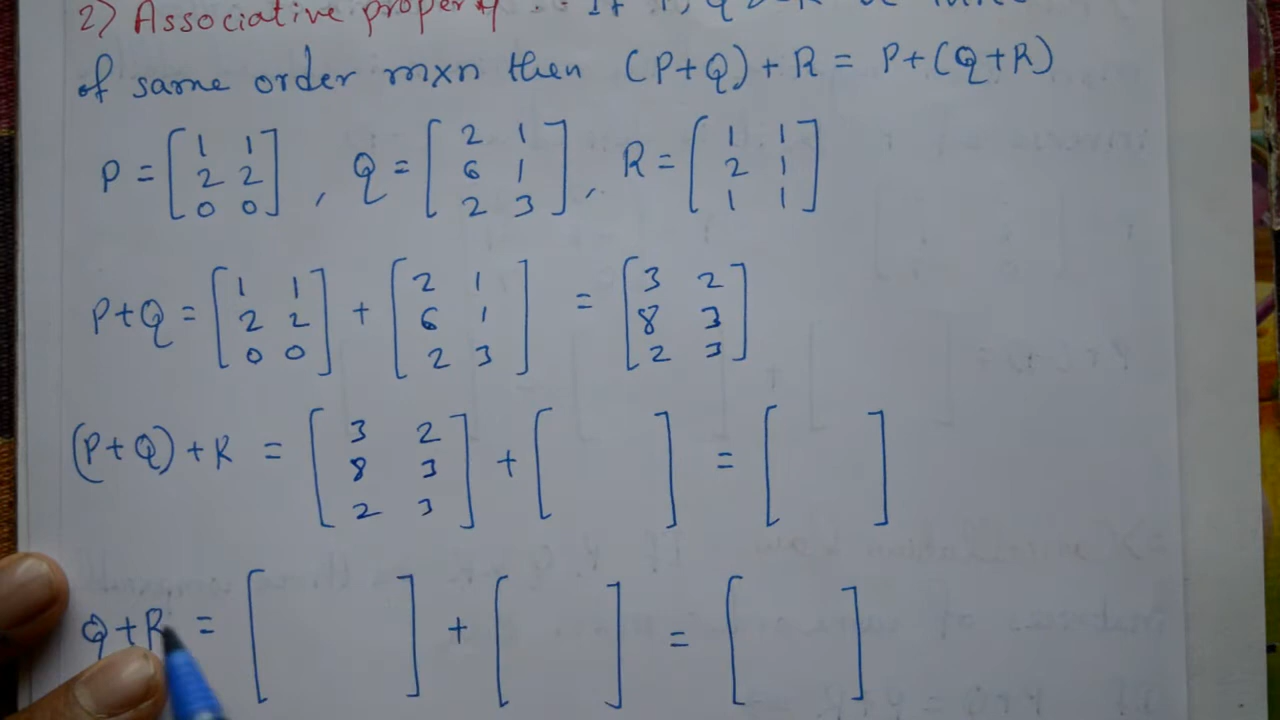 2) Associative property : If P, Q
of same order mxn then (P+Q)+R = P+(Q+R)
P = [1 1 2 2 0 0], Q = [2 1 6 1 2 3], R = [1 1 2 1 1 1]
P+Q = [1 1 2 2 0 0] + [2 1 6 1 2 3] = [3 2 8 3 2 3]
(P+Q)+R = [3 2 8 3 2 3] + [ ] = [ ]
Q+R = [ ] + [ ] = [ ]